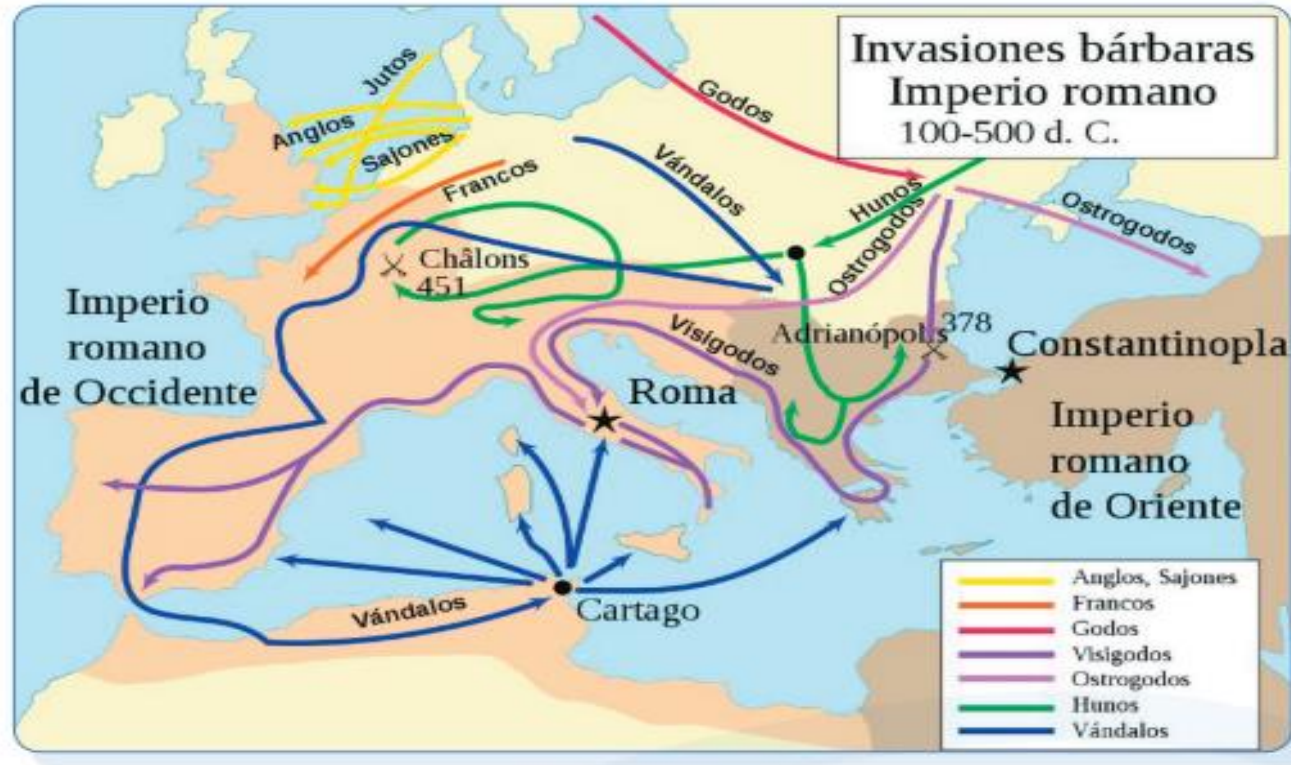 Invasiones bárbaras
Imperio romano
100-500 d. C.
Jutos
Anglos
Sajones
Godos
Francos
Vándalos
Hunos
Ostrogodos
Ostrogodos
Châlons
451
Imperio
romano
de Occidente
Visigodos
Adrianópolis
378
Constantinopla
Roma
Imperio
romano
de Oriente
Vándalos
Cartago
Anglos, Sajones
Francos
Godos
Visigodos
Ostrogodos
Hunos
Vándalos